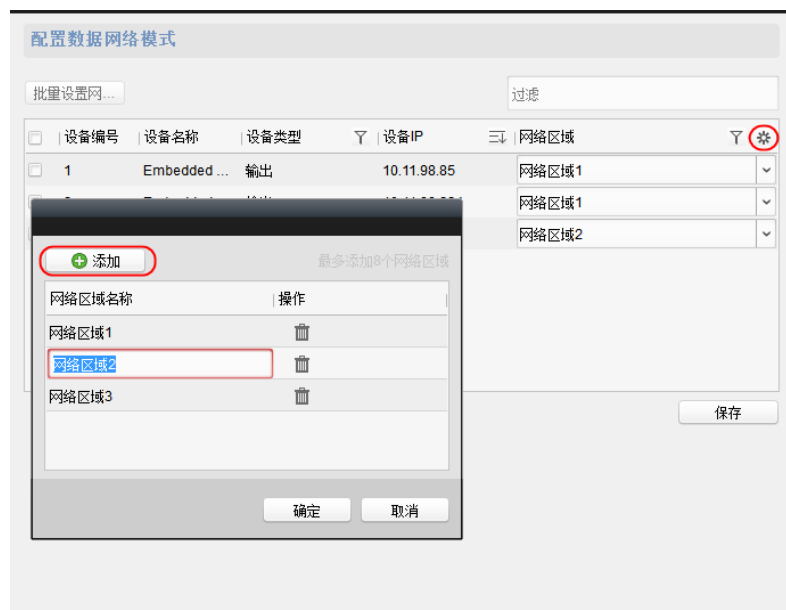 配置数据网络模式
批量设置网...
过滤
设备编号 设备名称 设备类型 设备IP 网络区域
1 Embedded ... 输出 10.11.98.85 网络区域1
网络区域1
网络区域2
添加 最多添加8个网络区域
网络区域名称 操作
网络区域1
网络区域2
网络区域3
保存
确定 取消